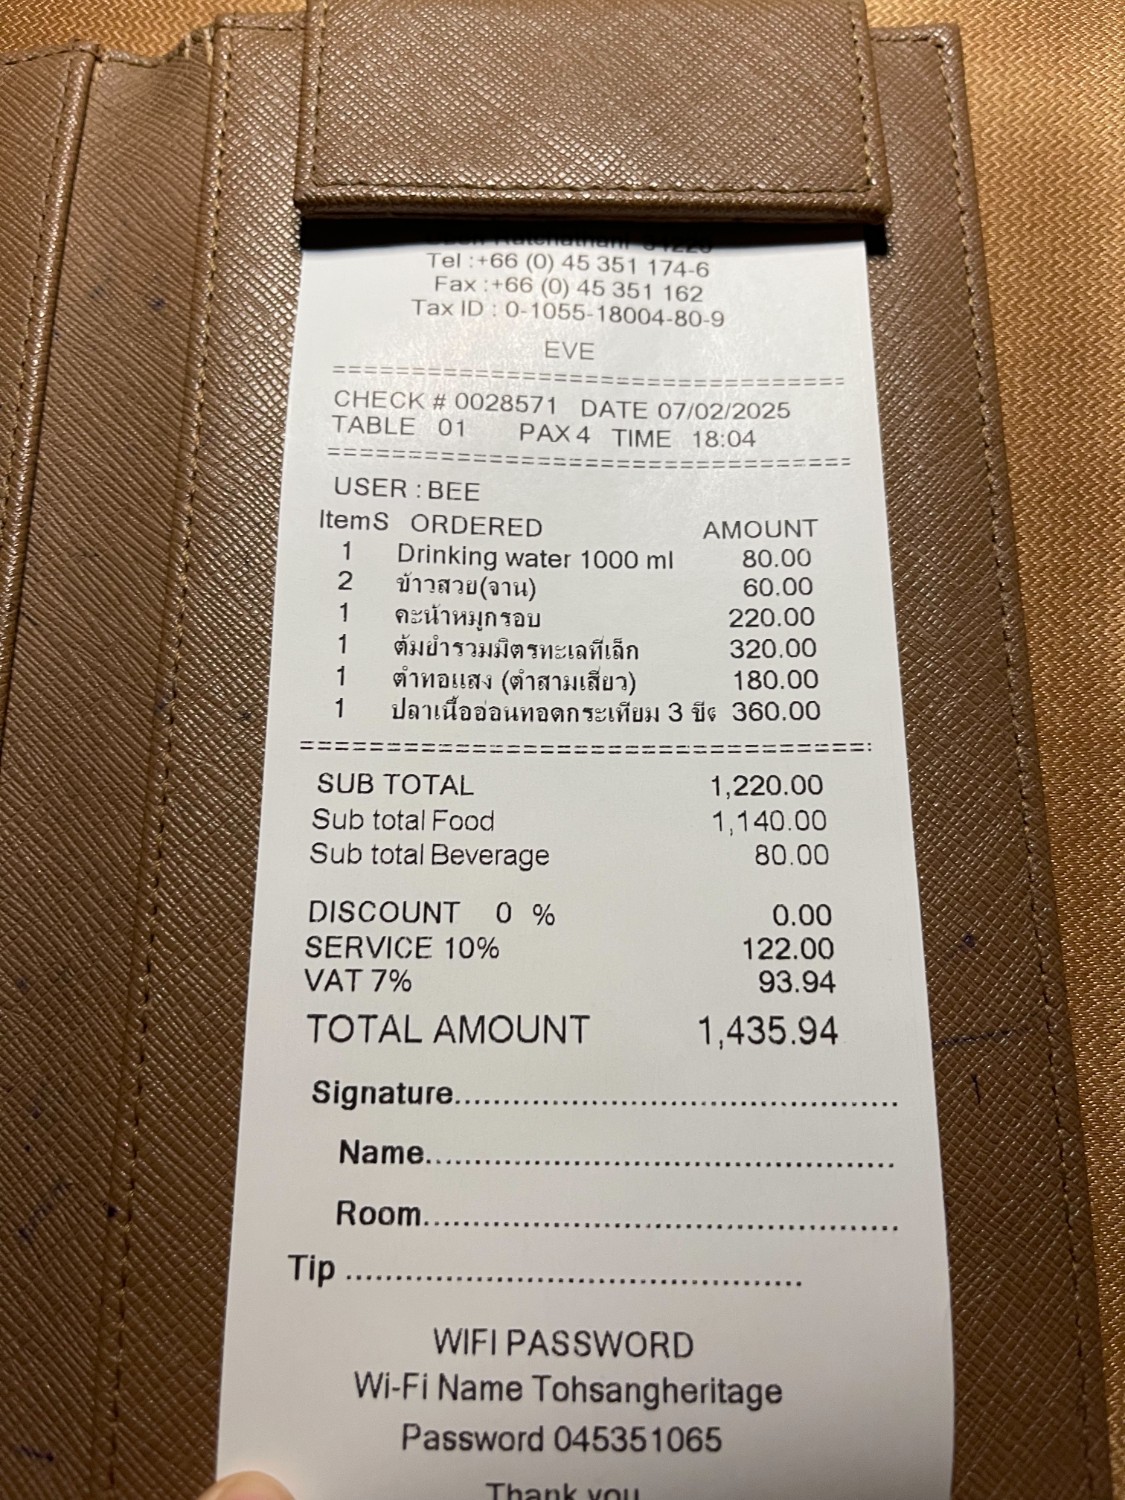 Tel :+66 (0) 45 351 174-6
Fax :+66 (0) 45 351 162
Tax ID : 0-1055-18004-80-9
EVE
===================================
CHECK # 0028571 DATE 07/02/2025
TABLE 01 PAX 4 TIME 18:04
===================================
USER : BEE
ItemS ORDERED AMOUNT
1 Drinking water 1000 ml 80.00
2 ข้าวสวย(จาน) 60.00
1 คะน้าหมูกรอบ 220.00
1 ต้มยำรวมมิตรทะเลที่เล็ก 320.00
1 ตำทอแสง (ตำสามเสี่ยว) 180.00
1 ปลาเนื้ออ่อนทอดกระเทียม 3 ขีด 360.00
===================================:
SUB TOTAL 1,220.00
Sub total Food 1,140.00
Sub total Beverage 80.00
DISCOUNT 0 % 0.00
SERVICE 10% 122.00
VAT 7% 93.94
TOTAL AMOUNT 1,435.94
Signature..............................................
Name................................................
Room.................................................
Tip ..............................................
WIFI PASSWORD
Wi-Fi Name Tohsangheritage
Password 045351065
Thank you